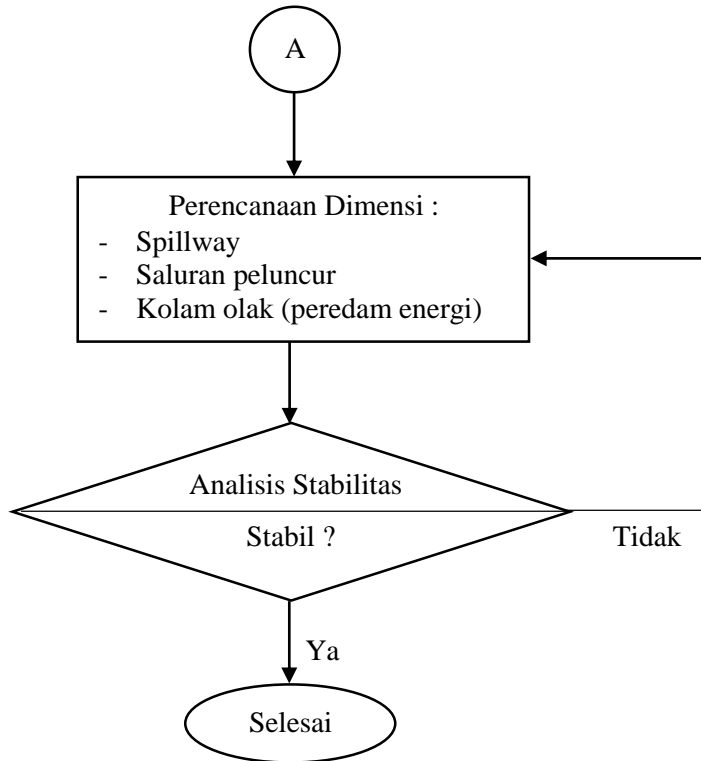 A
Perencanaan Dimensi :
- Spillway
- Saluran peluncur
- Kolam olak (peredam energi)
Analisis Stabilitas
Stabil ?
Tidak
Ya
Selesai